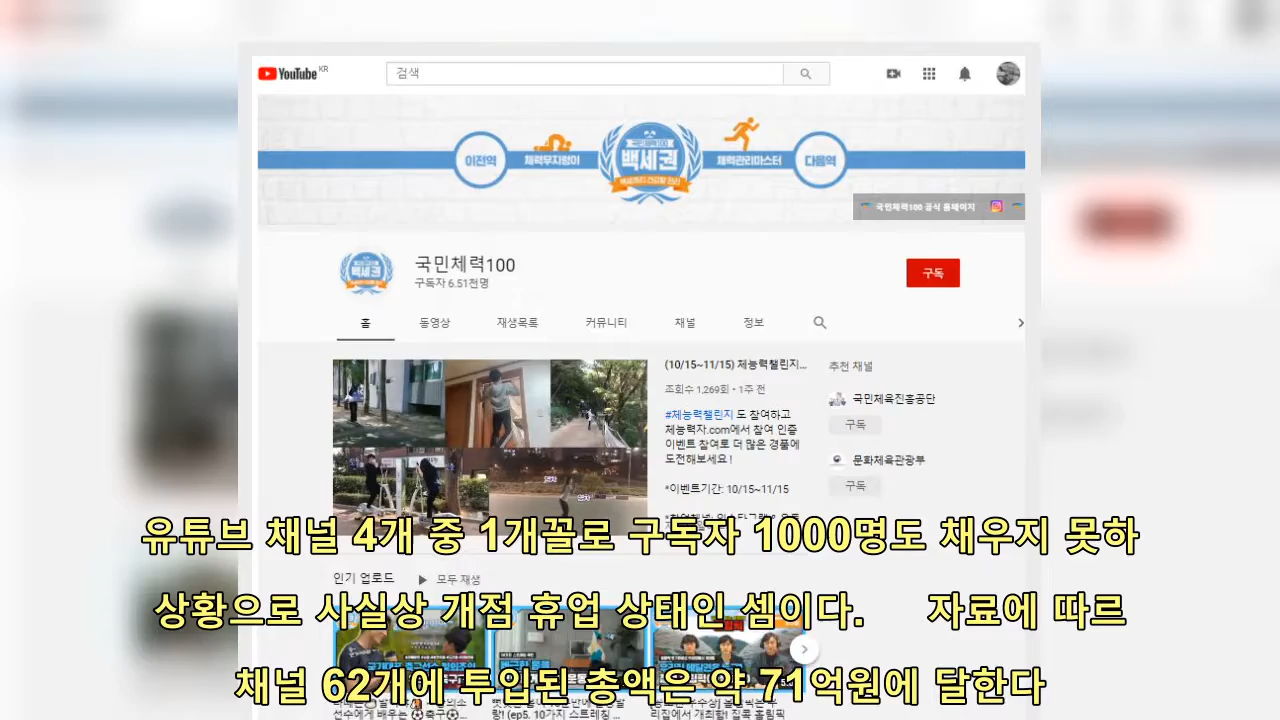 YouTube KR
검색
이전역
체력무지렁이
국민체력100
백세권
체력관리마스터
다음역
국민체력100 공식 홈페이지
백세권
국민체력100
구독자 6.51천명
구독
홈
동영상
재생목록
커뮤니티
채널
정보
(10/15~11/15) 체능력챌린지...
조회수 1,269회 • 1주 전
#체능력챌린지 도 참여하고
체능력자.com에서 참여 인증
이벤트 참여로 더 많은 경품에
도전해보세요 !
*이벤트기간: 10/15~11/15
추천 채널
국민체육진흥공단
구독
문화체육관광부
구독
유튜브 채널 4개 중 1개꼴로 구독자 1000명도 채우지 못하
인기 업로드
모두 재생
상황으로 사실상 개점 휴업 상태인 셈이다. 자료에 따르
채널 62개에 투입된 총액은 약 71억원에 달한다